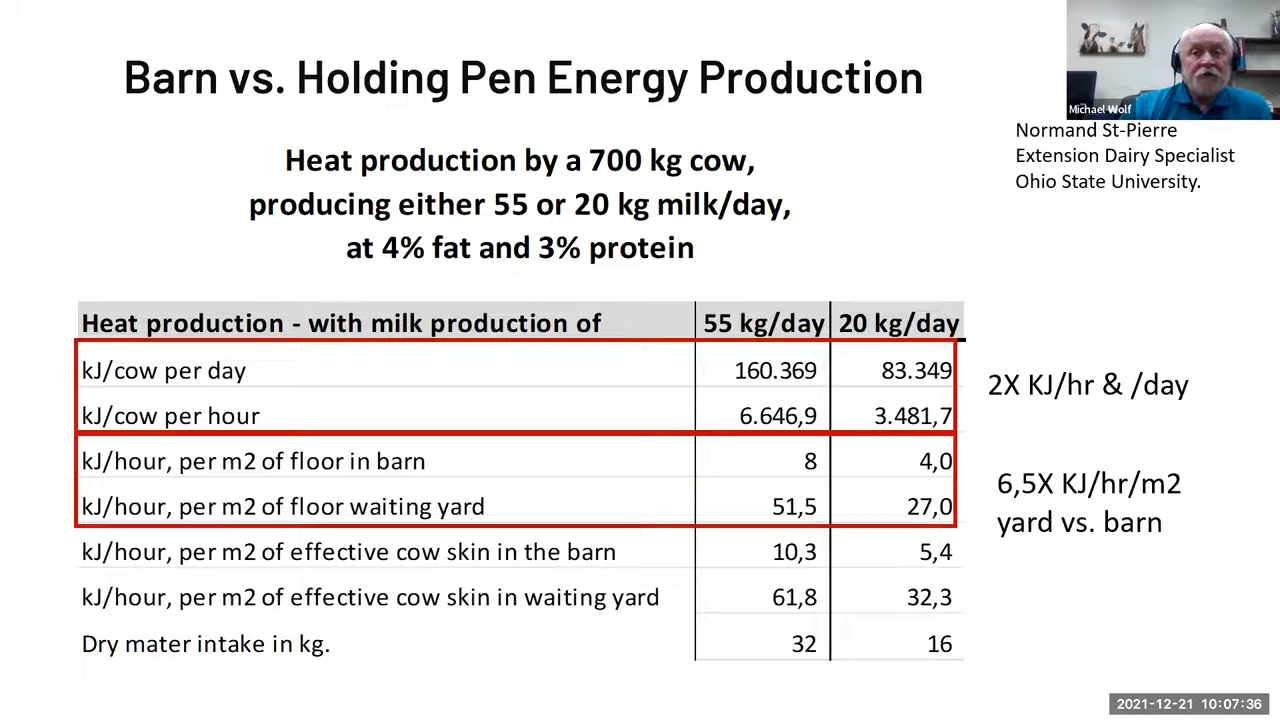 Barn vs. Holding Pen Energy Production
Michael Wolf
Normand St-Pierre
Extension Dairy Specialist
Ohio State University.
Heat production by a 700 kg cow,
producing either 55 or 20 kg milk/day,
at 4% fat and 3% protein
Heat production - with milk production of 55 kg/day 20 kg/day
kJ/cow per day 160.369 83.349
kJ/cow per hour 6.646,9 3.481,7
2X KJ/hr & /day
kJ/hour, per m2 of floor in barn 8 4,0
kJ/hour, per m2 of floor waiting yard 51,5 27,0
6,5X KJ/hr/m2
yard vs. barn
kJ/hour, per m2 of effective cow skin in the barn 10,3 5,4
kJ/hour, per m2 of effective cow skin in waiting yard 61,8 32,3
Dry mater intake in kg. 32 16
2021-12-21 10:07:36